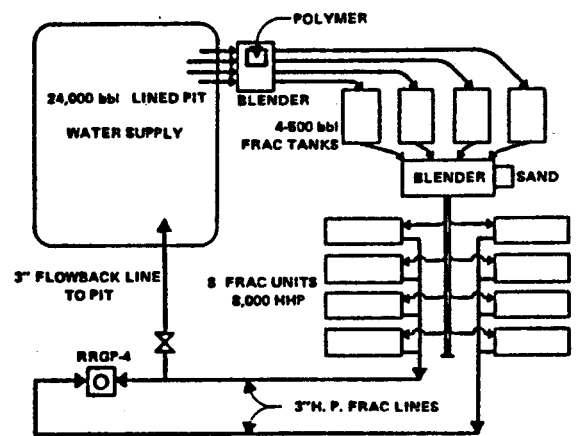 POLYMER
24,000 bbl LINED PIT
WATER SUPPLY
BLENDER
4-500 bbl
FRAC TANKS
BLENDER
SAND
3" FLOWBACK LINE
TO PIT
8 FRAC UNITS
8,000 HHP
RRGP-4
3"H. P. FRAC LINES